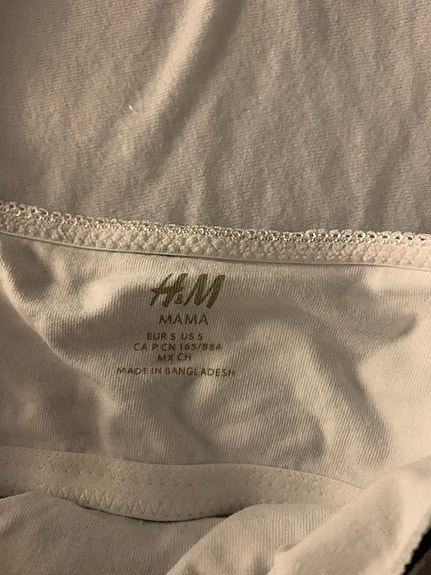 H&M
MAMA
EUR S US S
CA P CN 165/88A
MX CH
MADE IN BANGLADESH